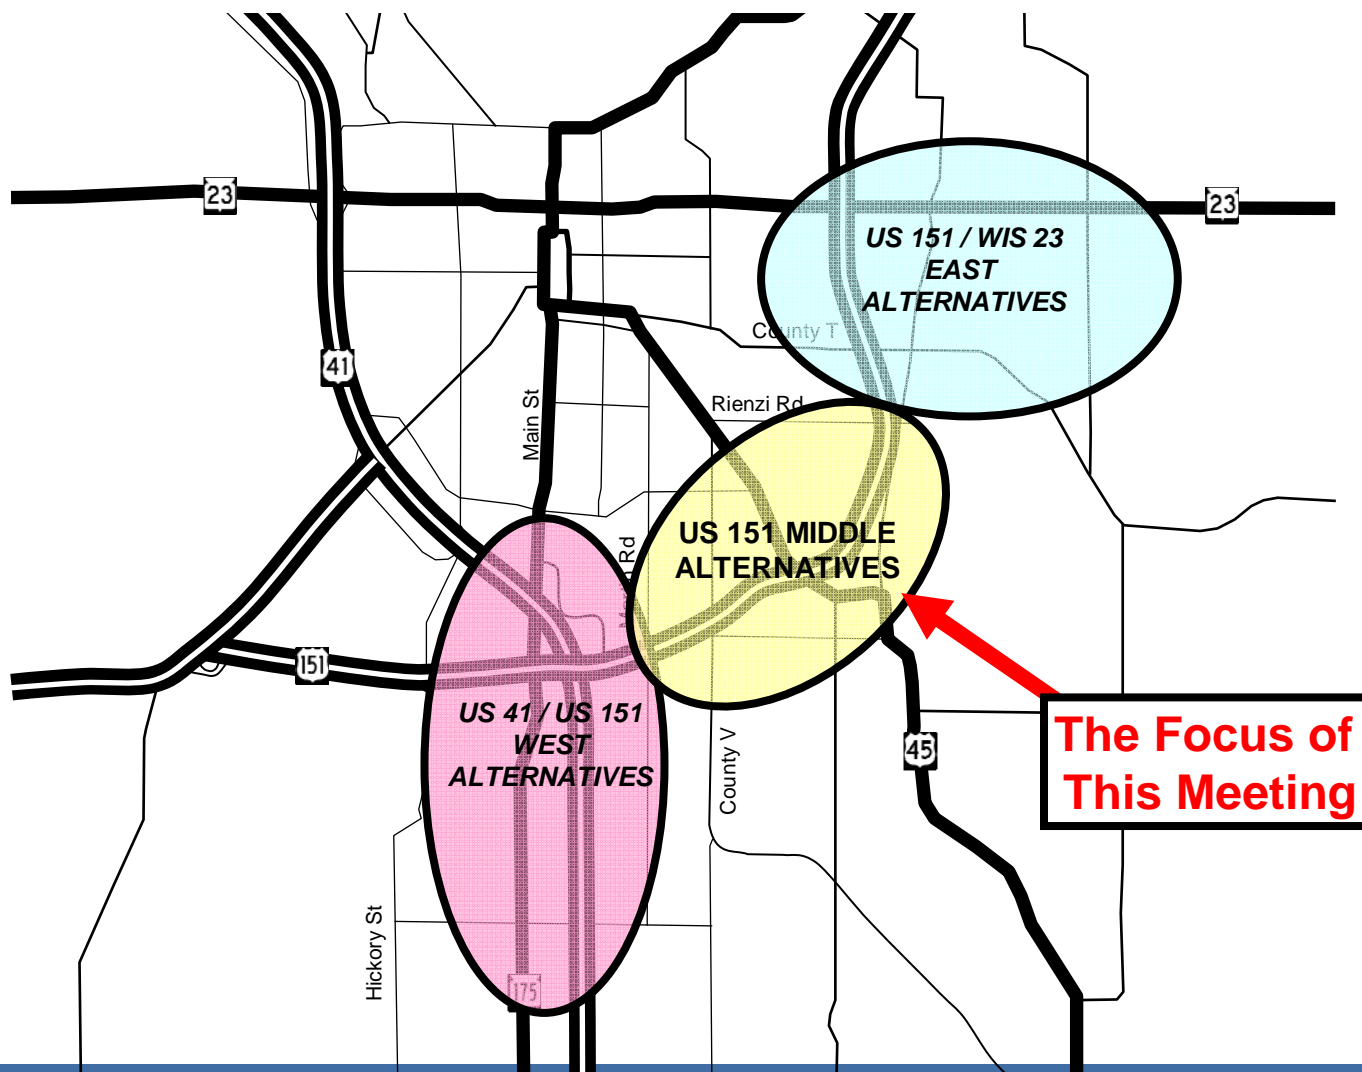 23
23
US 151 / WIS 23
EAST
ALTERNATIVES
County T
41
Main St
Rienzi Rd
US 151 MIDDLE
ALTERNATIVES
Rd
151
US 41 / US 151
WEST
ALTERNATIVES
County V
45
The Focus of
This Meeting
Hickory St
175